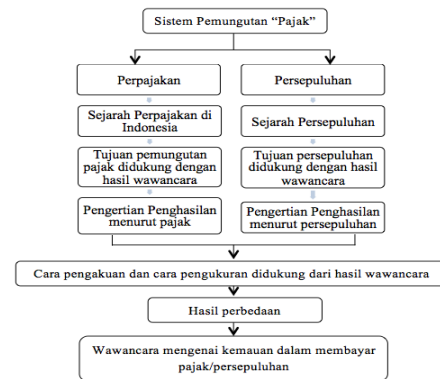 Sistem Pemungutan “Pajak”
Perpajakan
Sejarah Perpajakan di
Indonesia
Tujuan pemungutan
pajak didukung dengan
hasil wawancara
Pengertian Penghasilan
menurut pajak
Persepuluhan
Sejarah Persepuluhan
Tujuan persepuluhan
didukung dengan hasil
wawancara
Pengertian Penghasilan
menurut persepuluhan
Cara pengakuan dan cara pengukuran didukung dari hasil wawancara
Hasil perbedaan
Wawancara mengenai kemauan dalam membayar
pajak/persepuluhan